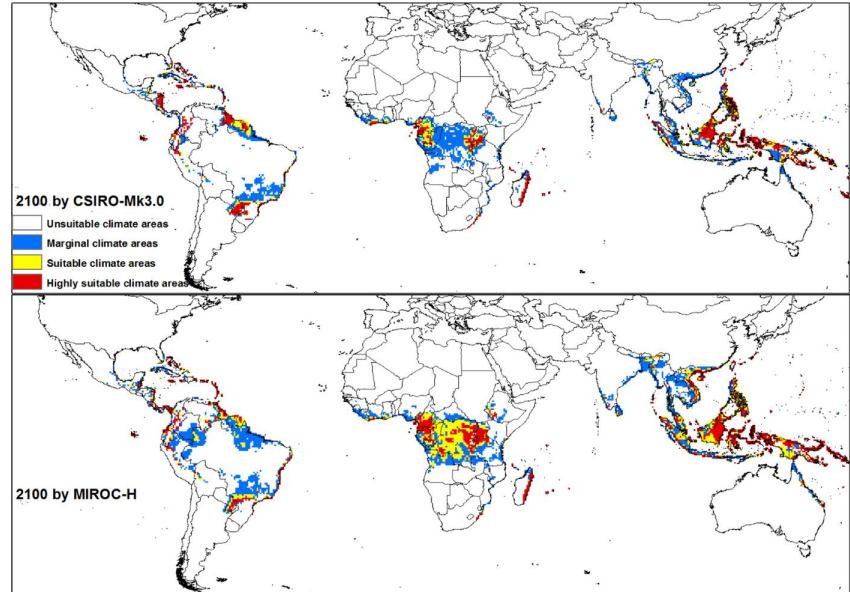 2100 by CSIRO-Mk3.0
Unsuitable climate areas
Marginal climate areas
Suitable climate areas
Highly suitable climate areas
2100 by MIROC-H